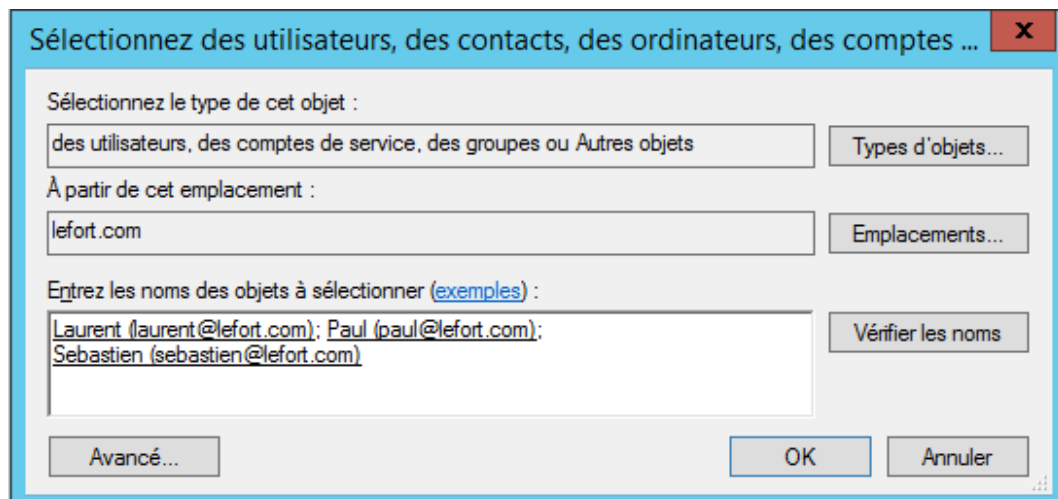 Sélectionnez des utilisateurs, des contacts, des ordinateurs, des comptes ... x
Sélectionnez le type de cet objet :
des utilisateurs, des comptes de service, des groupes ou Autres objets
Types d'objets...
À partir de cet emplacement :
lefort.com
Emplacements...
Entrez les noms des objets à sélectionner (exemples) :
Laurent (laurent@lefort.com); Paul (paul@lefort.com);
Sebastien (sebastien@lefort.com)
Vérifier les noms
Avancé...
OK
Annuler